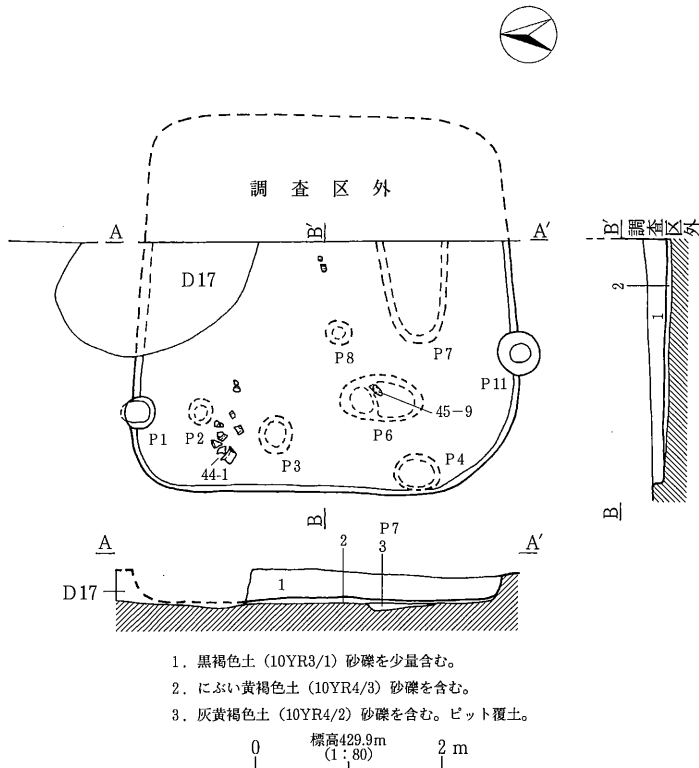 調査区外
A
B′
A′
B′
調査区外
D17
2
1
P8
P7
P11
P1
P2
P3
P6
45−9
P4
44-1
B
B
A
2
P7
3
A′
D17
1
1．黒褐色土（10YR3/1）砂礫を少量含む。
2．にぶい黄褐色土（10YR4/3）砂礫を含む。
3．灰黄褐色土（10YR4/2）砂礫を含む。ピット覆土。
標高429.9m
（1：80）
0
2 m